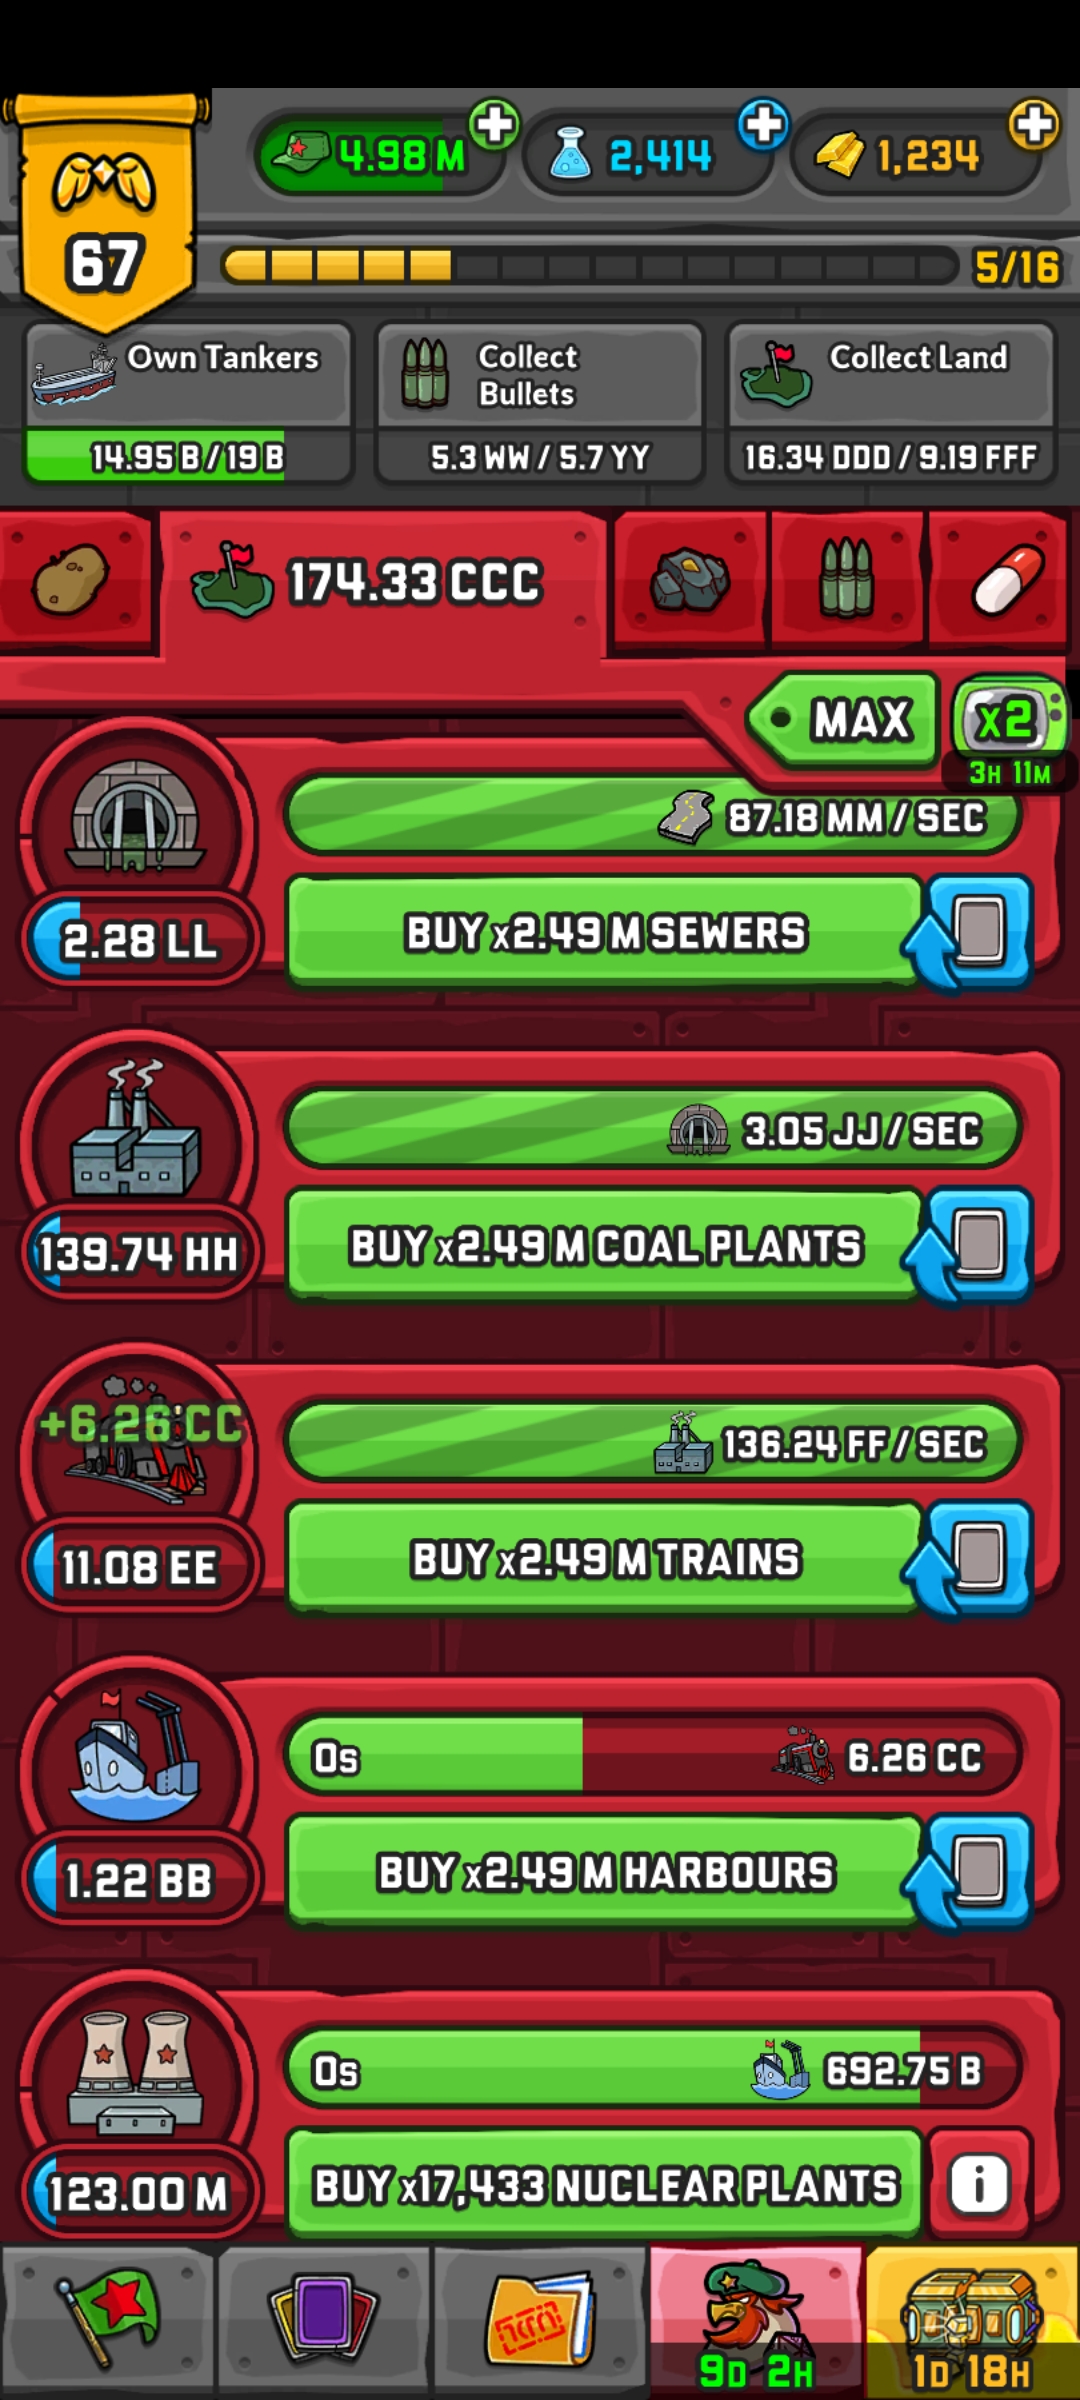 4.98 M
2,414
1,234
67
5/16
Own Tankers
14.95 B / 19 B
Collect
Bullets
5.3 WW / 5.7 YY
Collect Land
16.34 DDD / 9.19 FFF
174.33 CCC
MAX
x2
3H 11M
87.18 MM / SEC
2.28 LL
BUY x2.49 M SEWERS
3.05 JJ / SEC
139.74 HH
BUY x2.49 M COAL PLANTS
+6.26 CC
136.24 FF / SEC
11.08 EE
BUY x2.49 M TRAINS
0s
6.26 CC
1.22 BB
BUY x2.49 M HARBOURS
0s
692.75 B
123.00 M
BUY x17,433 NUCLEAR PLANTS
i
9D 2H
1D 18H